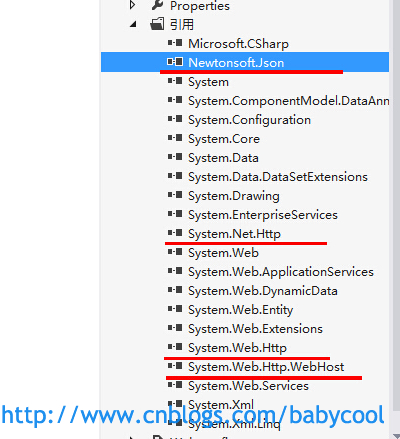 Properties
引用
Microsoft.CSharp
Newtonsoft.Json
System
System.ComponentModel.DataAnn
System.Configuration
System.Core
System.Data
System.Data.DataSetExtensions
System.Drawing
System.EnterpriseServices
System.Net.Http
System.Web
System.Web.ApplicationServices
System.Web.DynamicData
System.Web.Entity
System.Web.Extensions
System.Web.Http
System.Web.Http.WebHost
System.Web.Services
System.Xml
http://www.cnblogs.com/babycool
System.Xml.Linq